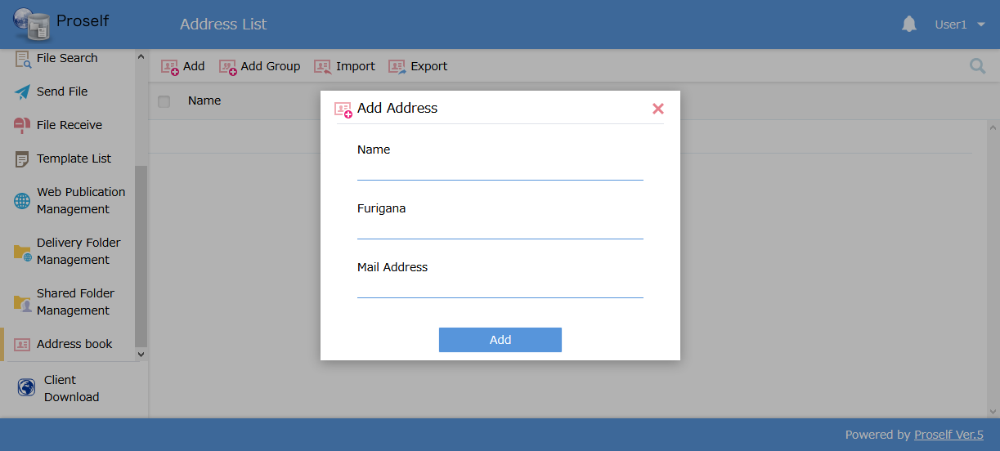 Proself
Address List
User1
File Search
Send File
File Receive
Template List
Web Publication
Management
Delivery Folder
Management
Shared Folder
Management
Address book
Client
Download
Add
Add Group
Import
Export
Name
Add Address
Name
Furigana
Mail Address
Add
Powered by Proself Ver.5